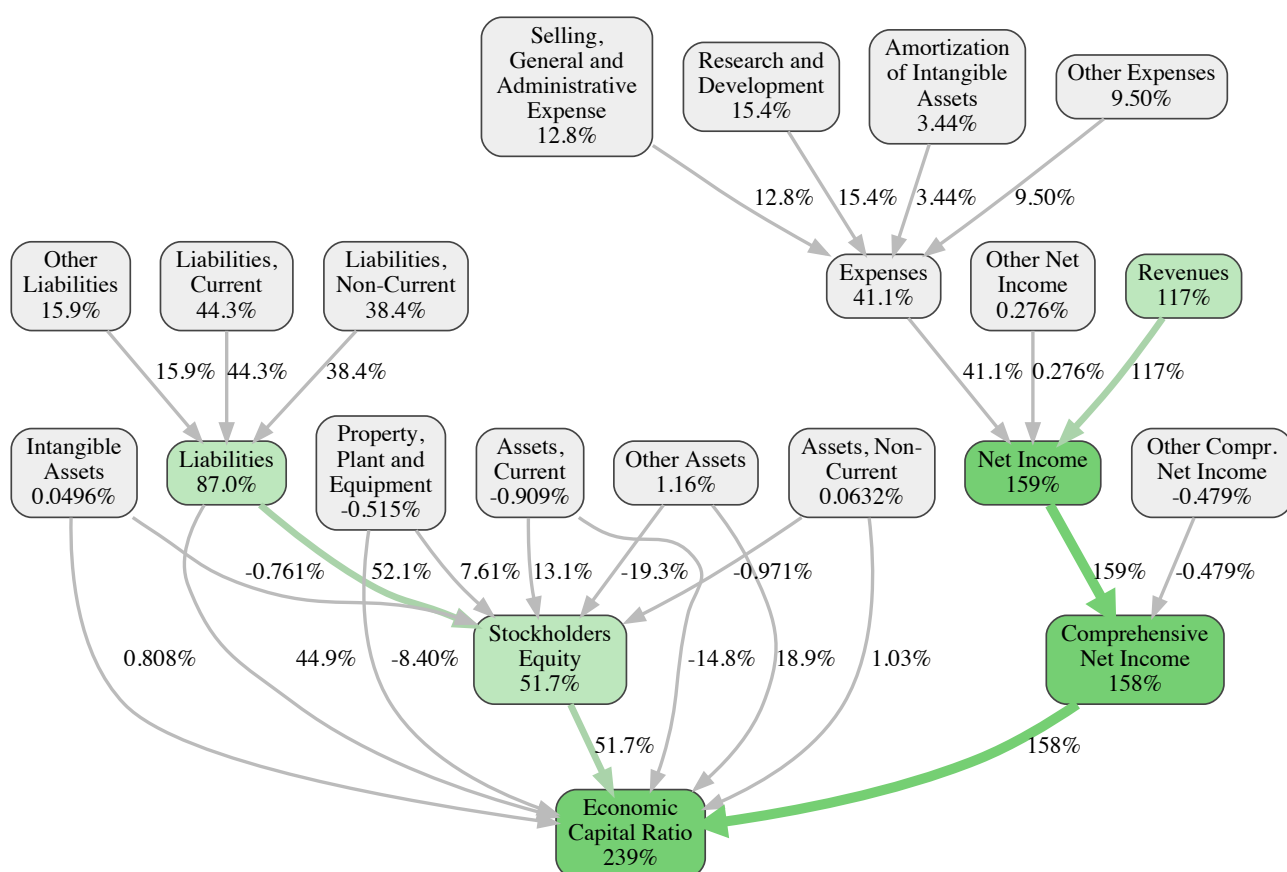 Selling,
General and
Administrative
Expense
12.8%
Research and
Development
15.4%
Amortization
of Intangible
Assets
3.44%
Other Expenses
9.50%
12.8%
15.4%
3.44%
9.50%
Other
Liabilities
15.9%
Liabilities,
Current
44.3%
Liabilities,
Non-Current
38.4%
Expenses
41.1%
Other Net
Income
0.276%
Revenues
117%
15.9%
44.3%
38.4%
41.1%
0.276%
117%
Intangible
Assets
0.0496%
Liabilities
87.0%
Property,
Plant and
Equipment
-0.515%
Assets,
Current
-0.909%
Other Assets
1.16%
Assets, Non-
Current
0.0632%
Net Income
159%
Other Compr.
Net Income
-0.479%
-0.761%
52.1%
7.61%
13.1%
-19.3%
-0.971%
159%
-0.479%
Stockholders
Equity
51.7%
Comprehensive
Net Income
158%
0.808%
44.9%
-8.40%
-14.8%
18.9%
1.03%
51.7%
158%
Economic
Capital Ratio
239%